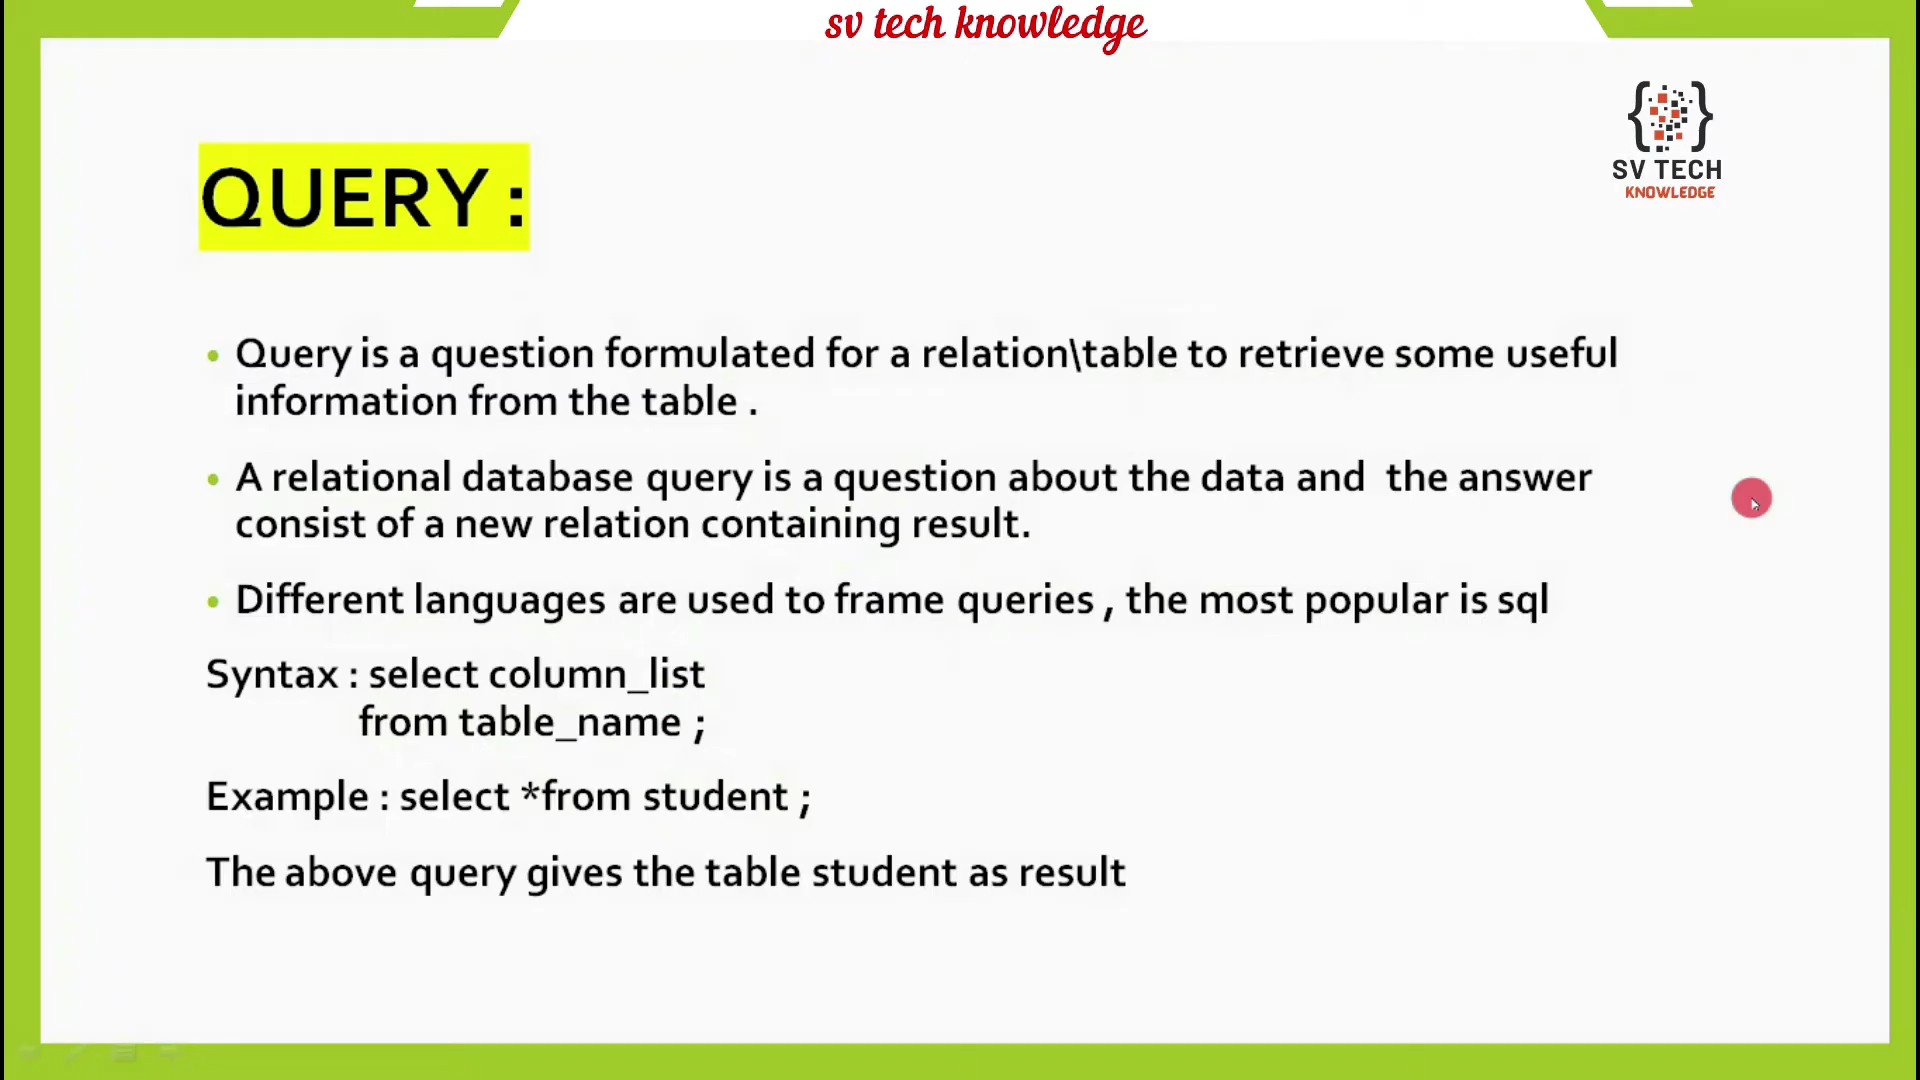 sv tech knowledge
SV TECH
KNOWLEDGE
QUERY :
• Query is a question formulated for a relation\table to retrieve some useful
information from the table .
• A relational database query is a question about the data and  the answer
consist of a new relation containing result.
• Different languages are used to frame queries , the most popular is sql
Syntax : select column_list
from table_name ;
Example : select *from student ;
The above query gives the table student as result